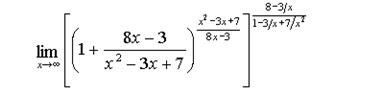 lim x→∞ [(1 + (8x − 3)/(x² − 3x + 7))^((x² − 3x + 7)/(8x − 3))]^((8 − 3/x)/(1 − 3/x + 7/x²))